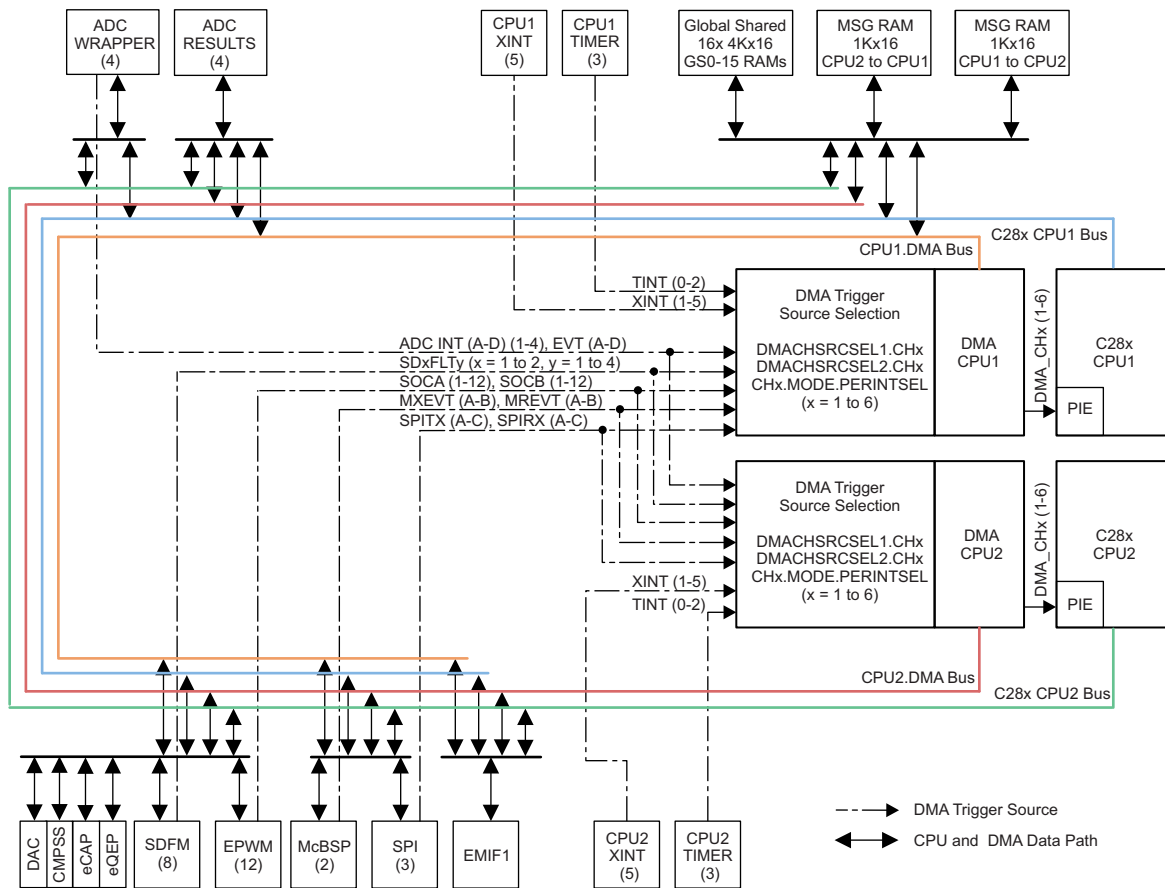 ADC
WRAPPER
(4)
ADC
RESULTS
(4)
CPU1
XINT
(5)
CPU1
TIMER
(3)
Global Shared
16x 4Kx16
GS0-15 RAMs
MSG RAM
1Kx16
CPU2 to CPU1
MSG RAM
1Kx16
CPU1 to CPU2
C28x CPU1 Bus
CPU1.DMA Bus
TINT (0-2)
XINT (1-5)
ADC INT (A-D) (1-4), EVT (A-D)
SDxFLTy (x = 1 to 2, y = 1 to 4)
SOCA (1-12), SOCB (1-12)
MXEVT (A-B), MREVT (A-B)
SPITX (A-C), SPIRX (A-C)
DMA Trigger
Source Selection
DMACHSRCSEL1.CHx
DMACHSRCSEL2.CHx
CHx.MODE.PERINTSEL
(x = 1 to 6)
DMA
CPU1
DMA_CHx (1-6)
C28x
CPU1
PIE
DMA Trigger
Source Selection
DMACHSRCSEL1.CHx
DMACHSRCSEL2.CHx
CHx.MODE.PERINTSEL
(x = 1 to 6)
DMA
CPU2
DMA_CHx (1-6)
C28x
CPU2
PIE
XINT (1-5)
TINT (0-2)
CPU2.DMA Bus
C28x CPU2 Bus
DAC
CMPSS
eCAP
eQEP
SDFM
(8)
EPWM
(12)
McBSP
(2)
SPI
(3)
EMIF1
CPU2
XINT
(5)
CPU2
TIMER
(3)
DMA Trigger Source
CPU and DMA Data Path